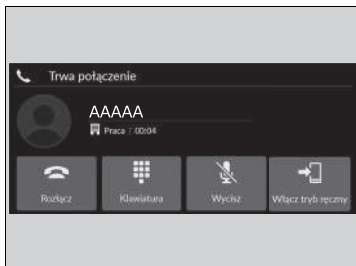 Trwa połączenie
AAAAA
Praca | 00:04
Rozłącz
Klawiatura
Wycisz
Włącz tryb ręczny